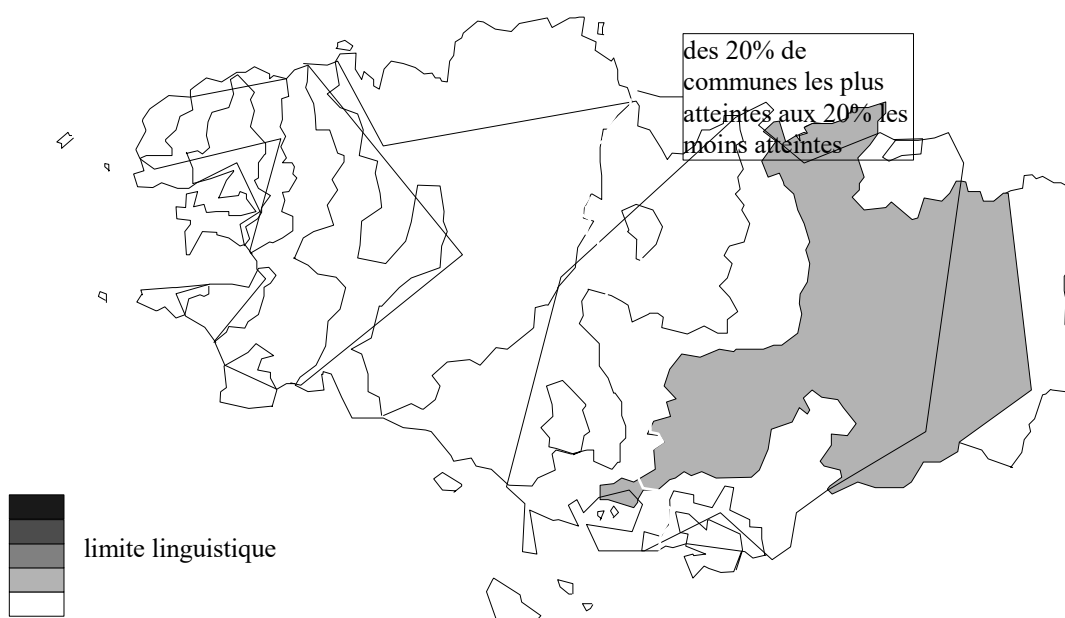 des 20% de
communes les plus
atteintes aux 20% les
moins atteintes
limite linguistique